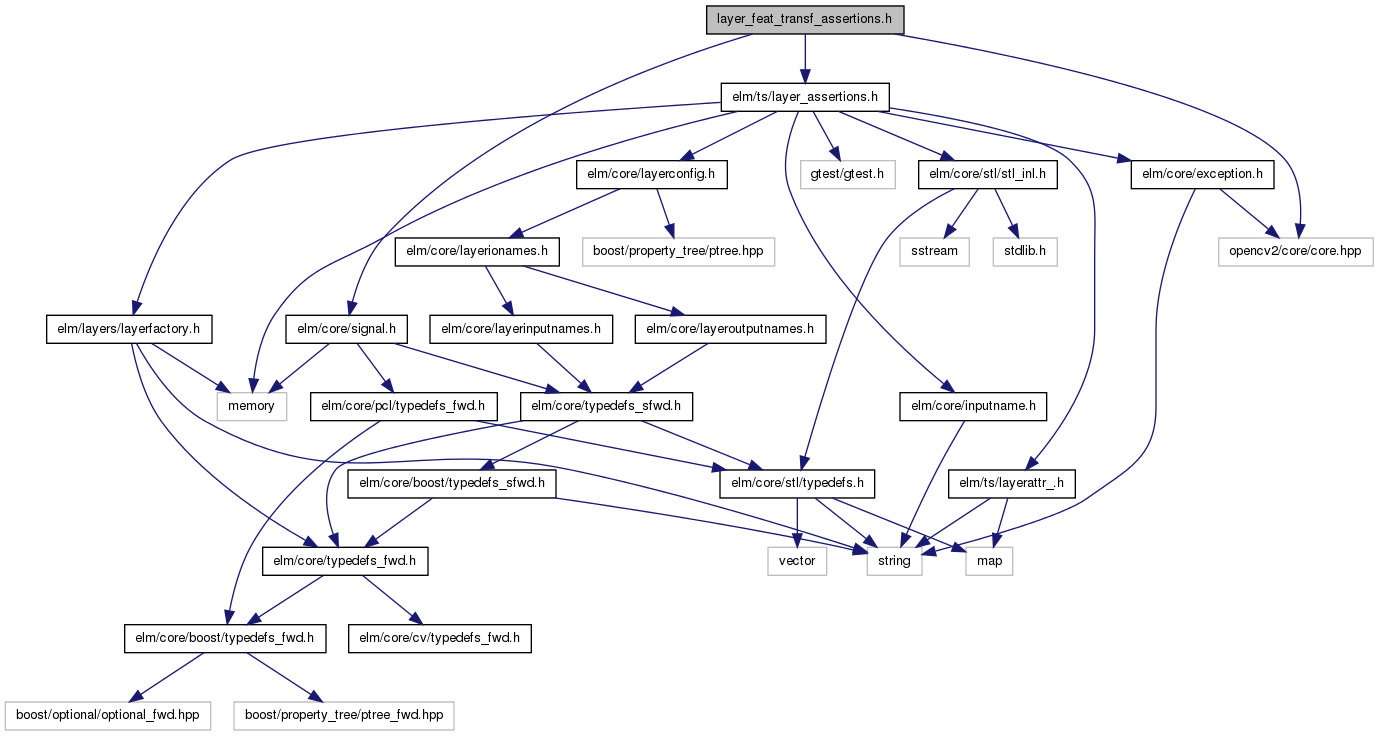 layer_feat_transf_assertions.h
elm/ts/layer_assertions.h
elm/core/layerconfig.h
gtest/gtest.h
elm/core/stl/stl_inl.h
elm/core/exception.h
elm/core/layerionames.h
boost/property_tree/ptree.hpp
sstream
stdlib.h
opencv2/core/core.hpp
elm/layers/layerfactory.h
elm/core/signal.h
elm/core/layerinputnames.h
elm/core/layeroutputnames.h
memory
elm/core/pcl/typedefs_fwd.h
elm/core/typedefs_sfwd.h
elm/core/inputname.h
elm/core/boost/typedefs_sfwd.h
elm/core/stl/typedefs.h
elm/ts/layerattr_.h
elm/core/typedefs_fwd.h
vector
string
map
elm/core/boost/typedefs_fwd.h
elm/core/cv/typedefs_fwd.h
boost/optional/optional_fwd.hpp
boost/property_tree/ptree_fwd.hpp